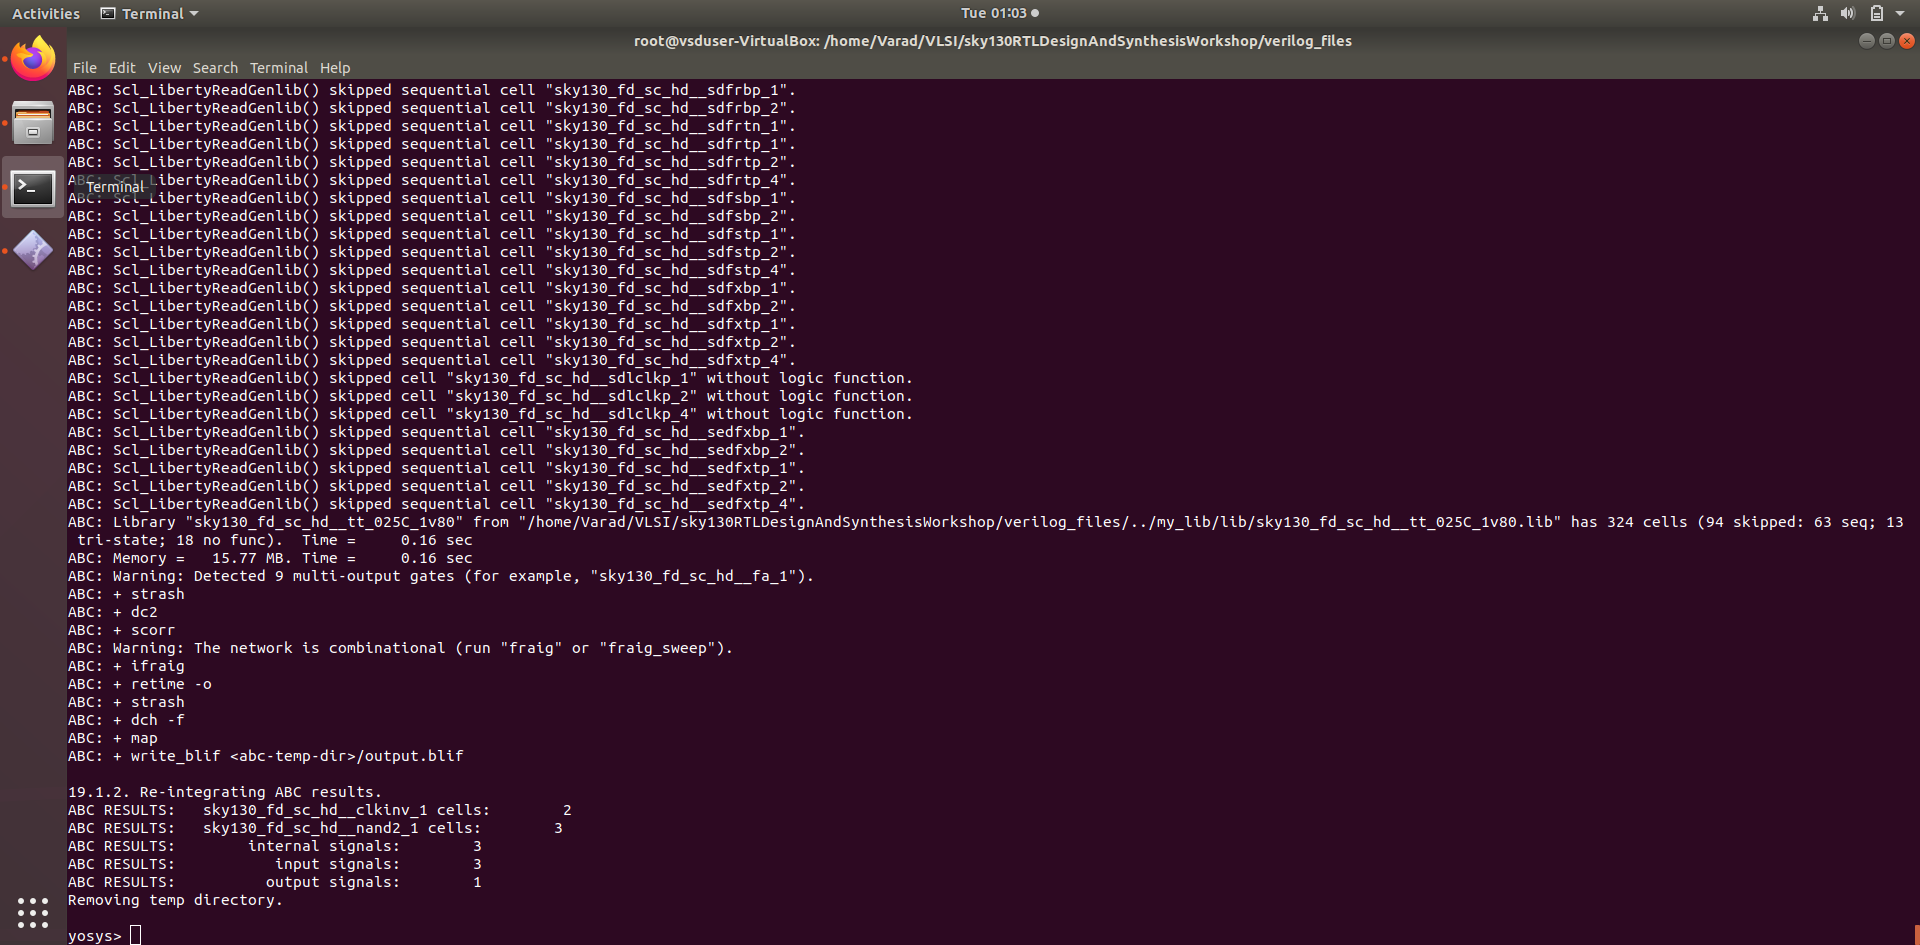 Activities Terminal Tue 01:03
root@vsduser-VirtualBox: /home/Varad/VLSI/sky130RTLDesignAndSynthesisWorkshop/verilog_files
File Edit View Search Terminal Help
ABC: Scl_LibertyReadGenlib() skipped sequential cell "sky130_fd_sc_hd__sdfrbp_1".
ABC: Scl_LibertyReadGenlib() skipped sequential cell "sky130_fd_sc_hd__sdfrbp_2".
ABC: Scl_LibertyReadGenlib() skipped sequential cell "sky130_fd_sc_hd__sdfrtn_1".
ABC: Scl_LibertyReadGenlib() skipped sequential cell "sky130_fd_sc_hd__sdfrtp_1".
ABC: Scl_LibertyReadGenlib() skipped sequential cell "sky130_fd_sc_hd__sdfrtp_2".
ABC: Scl_LibertyReadGenlib() skipped sequential cell "sky130_fd_sc_hd__sdfrtp_4".
Terminal
ABC: Scl_LibertyReadGenlib() skipped sequential cell "sky130_fd_sc_hd__sdfsbp_1".
ABC: Scl_LibertyReadGenlib() skipped sequential cell "sky130_fd_sc_hd__sdfsbp_2".
ABC: Scl_LibertyReadGenlib() skipped sequential cell "sky130_fd_sc_hd__sdfstp_1".
ABC: Scl_LibertyReadGenlib() skipped sequential cell "sky130_fd_sc_hd__sdfstp_2".
ABC: Scl_LibertyReadGenlib() skipped sequential cell "sky130_fd_sc_hd__sdfstp_4".
ABC: Scl_LibertyReadGenlib() skipped sequential cell "sky130_fd_sc_hd__sdfxbp_1".
ABC: Scl_LibertyReadGenlib() skipped sequential cell "sky130_fd_sc_hd__sdfxbp_2".
ABC: Scl_LibertyReadGenlib() skipped sequential cell "sky130_fd_sc_hd__sdfxtp_1".
ABC: Scl_LibertyReadGenlib() skipped sequential cell "sky130_fd_sc_hd__sdfxtp_2".
ABC: Scl_LibertyReadGenlib() skipped sequential cell "sky130_fd_sc_hd__sdfxtp_4".
ABC: Scl_LibertyReadGenlib() skipped cell "sky130_fd_sc_hd__sdlclkp_1" without logic function.
ABC: Scl_LibertyReadGenlib() skipped cell "sky130_fd_sc_hd__sdlclkp_2" without logic function.
ABC: Scl_LibertyReadGenlib() skipped cell "sky130_fd_sc_hd__sdlclkp_4" without logic function.
ABC: Scl_LibertyReadGenlib() skipped sequential cell "sky130_fd_sc_hd__sedfxbp_1".
ABC: Scl_LibertyReadGenlib() skipped sequential cell "sky130_fd_sc_hd__sedfxbp_2".
ABC: Scl_LibertyReadGenlib() skipped sequential cell "sky130_fd_sc_hd__sedfxtp_1".
ABC: Scl_LibertyReadGenlib() skipped sequential cell "sky130_fd_sc_hd__sedfxtp_2".
ABC: Scl_LibertyReadGenlib() skipped sequential cell "sky130_fd_sc_hd__sedfxtp_4".
ABC: Library "sky130_fd_sc_hd__tt_025C_1v80" from "/home/Varad/VLSI/sky130RTLDesignAndSynthesisWorkshop/verilog_files/../my_lib/lib/sky130_fd_sc_hd__tt_025C_1v80.lib" has 324 cells (94 skipped: 63 seq; 13
tri-state; 18 no func).  Time =     0.16 sec
ABC: Memory =   15.77 MB. Time =     0.16 sec
ABC: Warning: Detected 9 multi-output gates (for example, "sky130_fd_sc_hd__fa_1").
ABC: + strash
ABC: + dc2
ABC: + scorr
ABC: Warning: The network is combinational (run "fraig" or "fraig_sweep").
ABC: + ifraig
ABC: + retime -o
ABC: + strash
ABC: + dch -f
ABC: + map
ABC: + write_blif <abc-temp-dir>/output.blif
19.1.2. Re-integrating ABC results.
ABC RESULTS:   sky130_fd_sc_hd__clkinv_1 cells:        2
ABC RESULTS:   sky130_fd_sc_hd__nand2_1 cells:        3
ABC RESULTS:        internal signals:        3
ABC RESULTS:           input signals:        3
ABC RESULTS:          output signals:        1
Removing temp directory.
yosys>